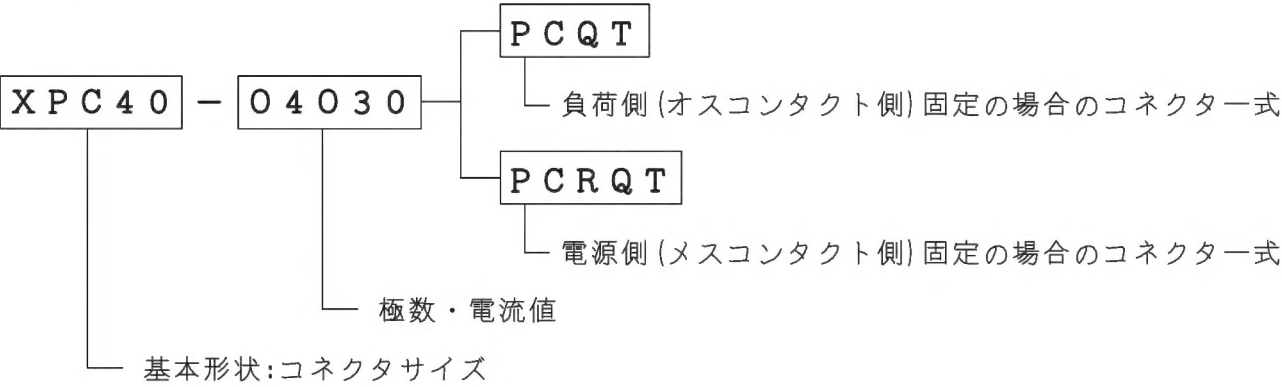 PCQT
XPC40-04030
負荷側(オスコンタクト側)固定の場合のコネクター式
PCRQT
電源側(メスコンタクト側)固定の場合のコネクター式
極数・電流値
基本形状:コネクタサイズ